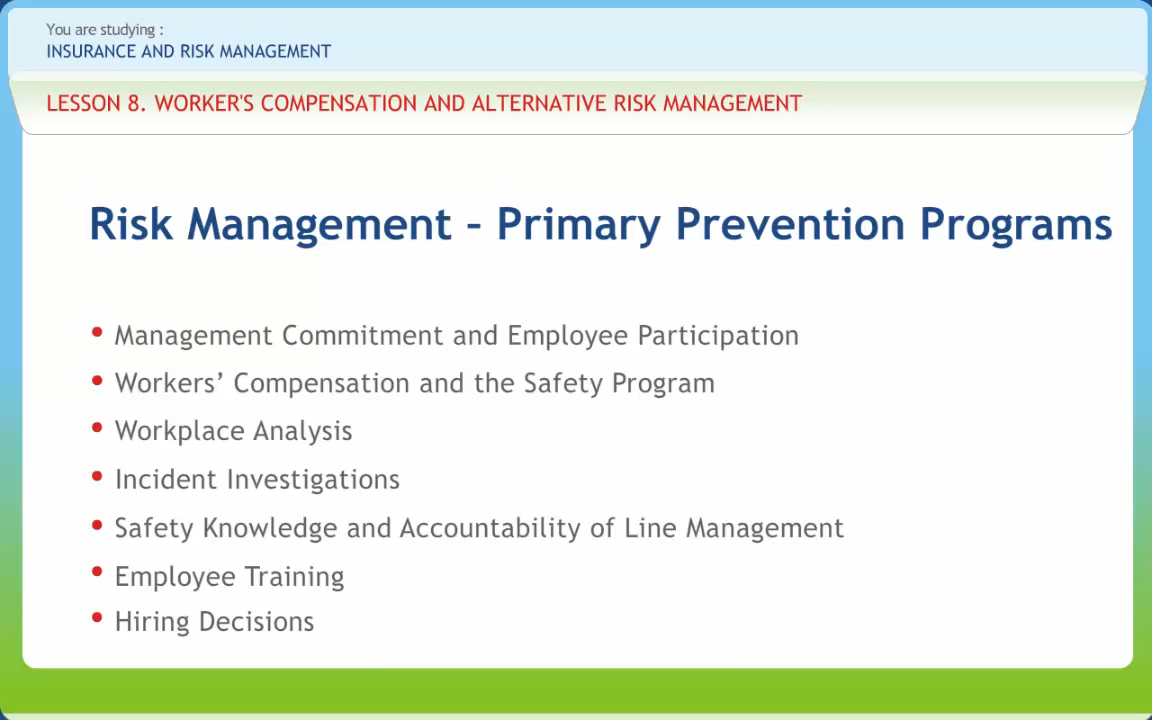 You are studying :
INSURANCE AND RISK MANAGEMENT
LESSON 8. WORKER'S COMPENSATION AND ALTERNATIVE RISK MANAGEMENT
Risk Management – Primary Prevention Programs
• Management Commitment and Employee Participation
• Workers’ Compensation and the Safety Program
• Workplace Analysis
• Incident Investigations
• Safety Knowledge and Accountability of Line Management
• Employee Training
• Hiring Decisions